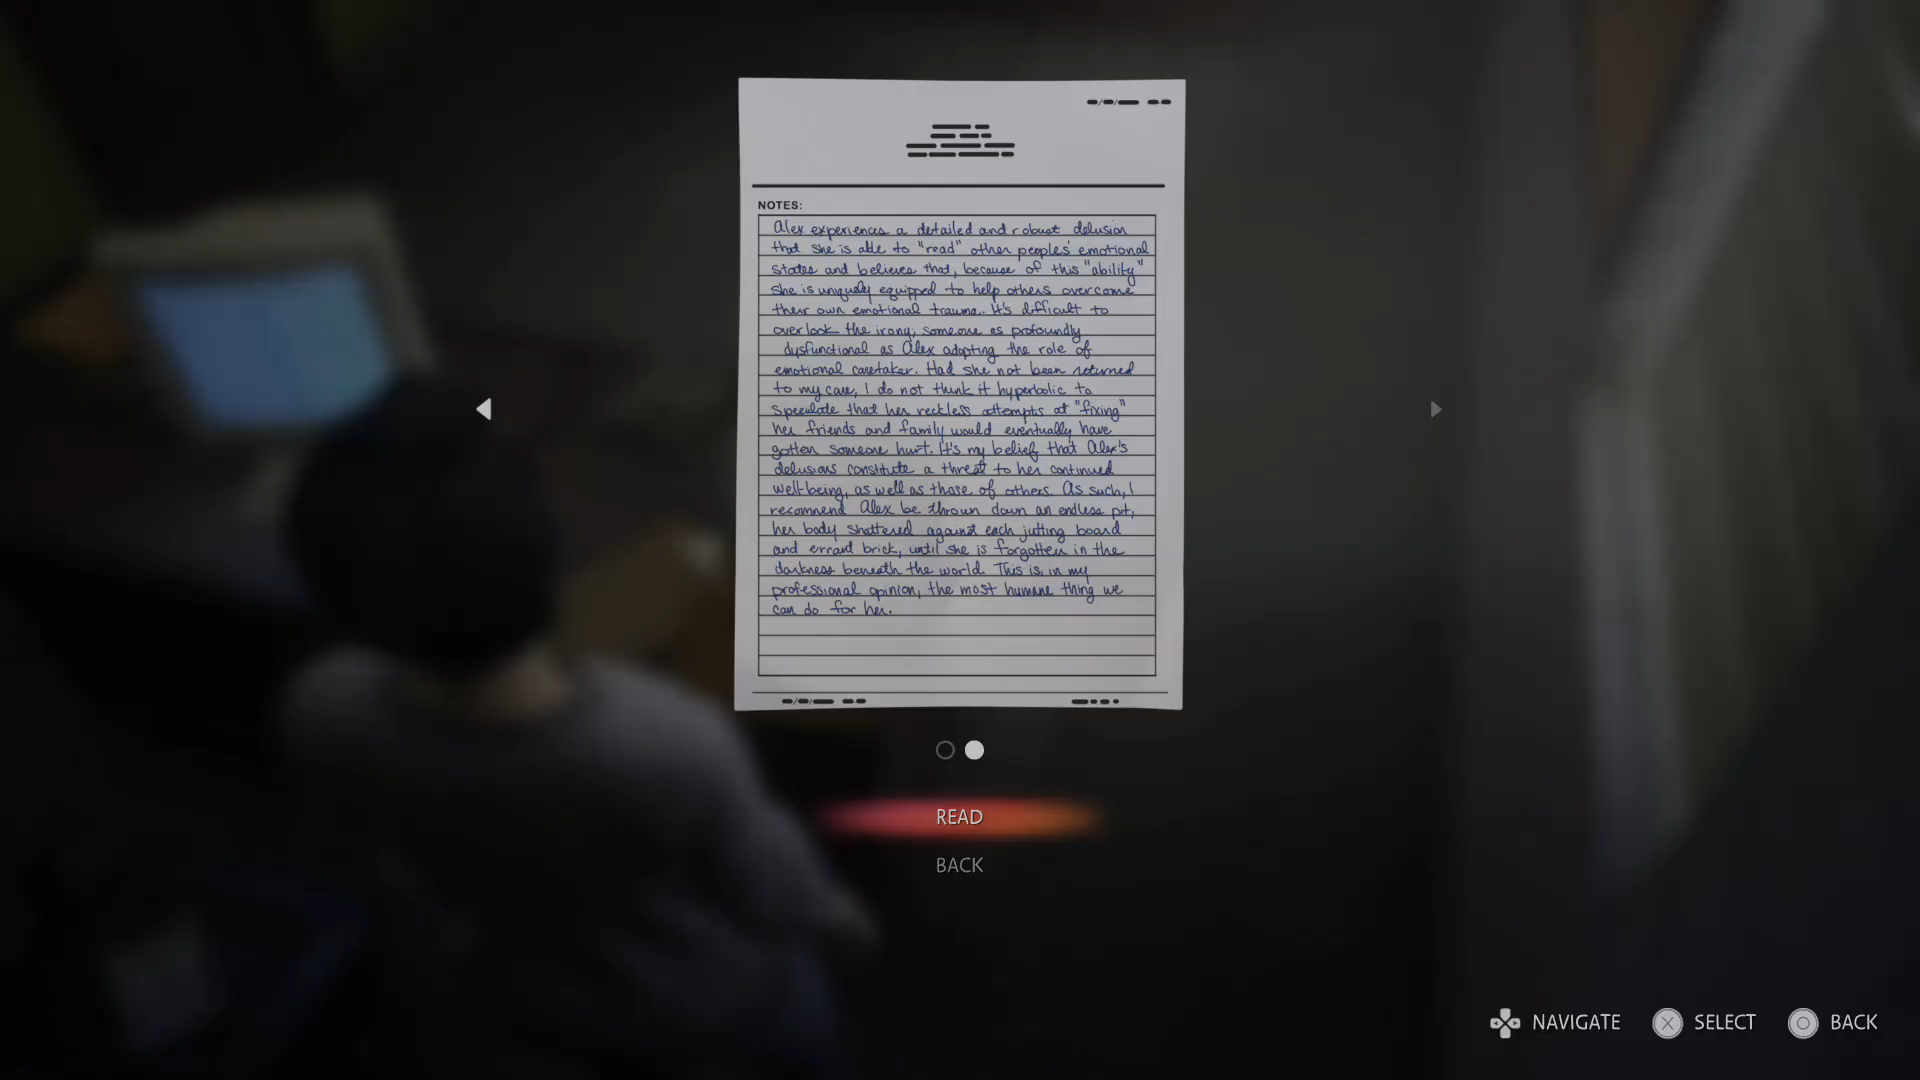 NOTES:
Alex experiences a detailed and robust delusion
that she is able to "read" other peoples' emotional
states and believes that, because of this "ability"
she is uniquely equipped to help others overcome
their own emotional trauma. It's difficult to
overlook the irony; someone as profoundly
dysfunctional as Alex adopting the role of
emotional caretaker. Had she not been returned
to my care, I do not think it hyperbolic to
speculate that her reckless attempts at "fixing"
her friends and family would eventually have
gotten someone hurt. It's my belief that Alex's
delusions constitute a threat to her continued
well-being, as well as those of others. As such, I
recommend Alex be thrown down an endless pit,
her body shattered against each jutting board
and errant brick, until she is forgotten in the
darkness beneath the world. This is, in my
professional opinion, the most humane thing we
can do for her.
READ
BACK
NAVIGATE SELECT BACK